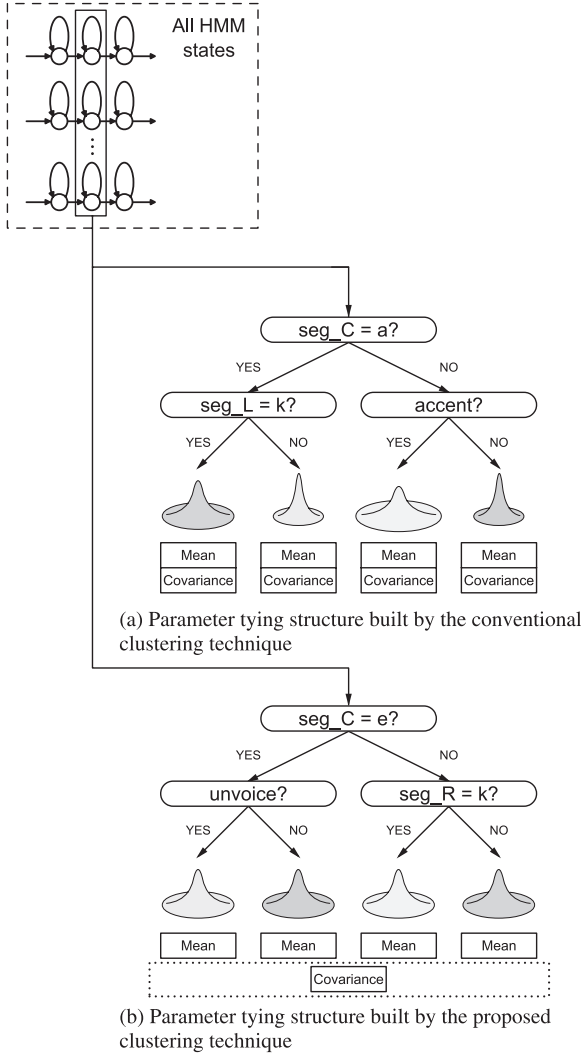 All HMM
states
seg_C = a?
YES
NO
seg_L = k?
accent?
YES
NO
YES
NO
Mean
Mean
Mean
Mean
Covariance
Covariance
Covariance
Covariance
(a) Parameter tying structure built by the conventional
clustering technique
seg_C = e?
YES
NO
unvoice?
seg_R = k?
YES
NO
YES
NO
Mean
Mean
Mean
Mean
Covariance
(b) Parameter tying structure built by the proposed
clustering technique